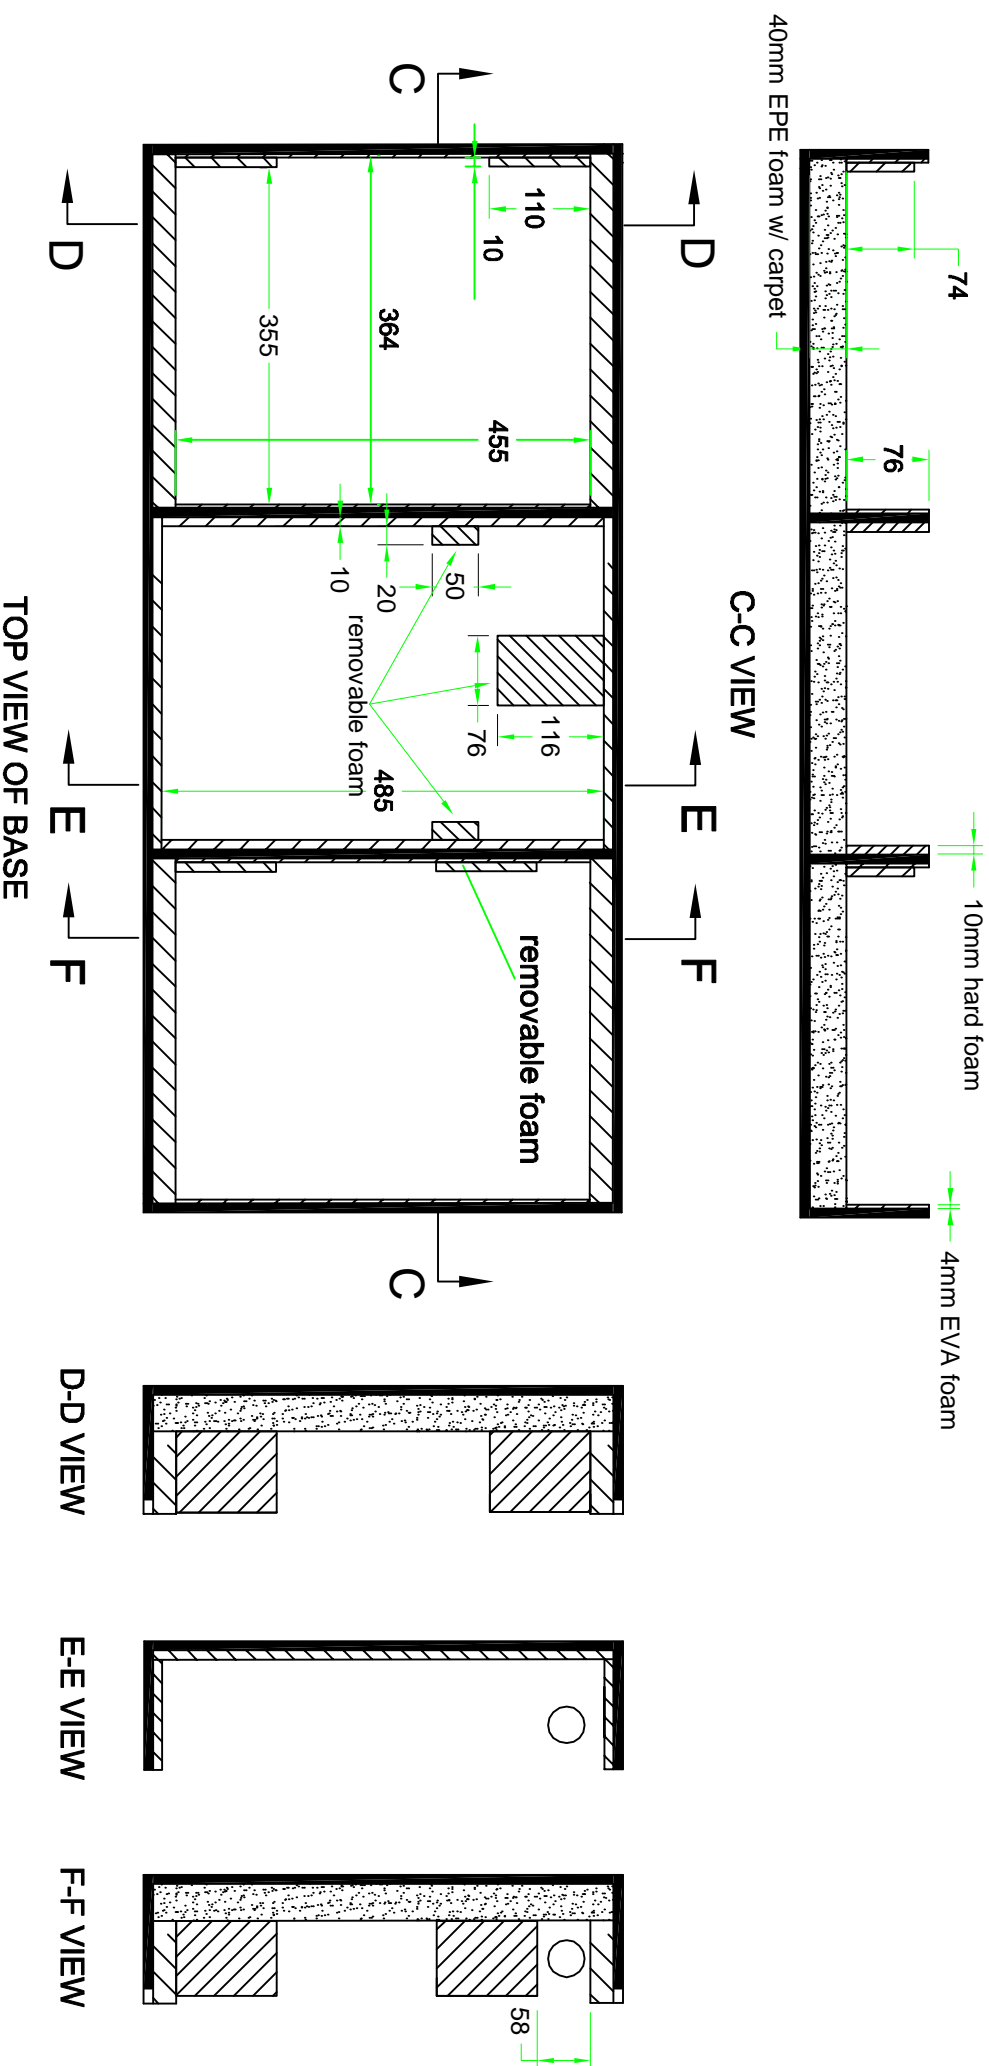 40mm EPE foam w/ carpet
74
76
10mm hard foam
4mm EVA foam
C-C VIEW
C
D
D
110
10
364
355
455
10
20
50
removable foam
76
116
485
E
E
removable foam
F
F
C
TOP VIEW OF BASE
D-D VIEW
E-E VIEW
F-F VIEW
58